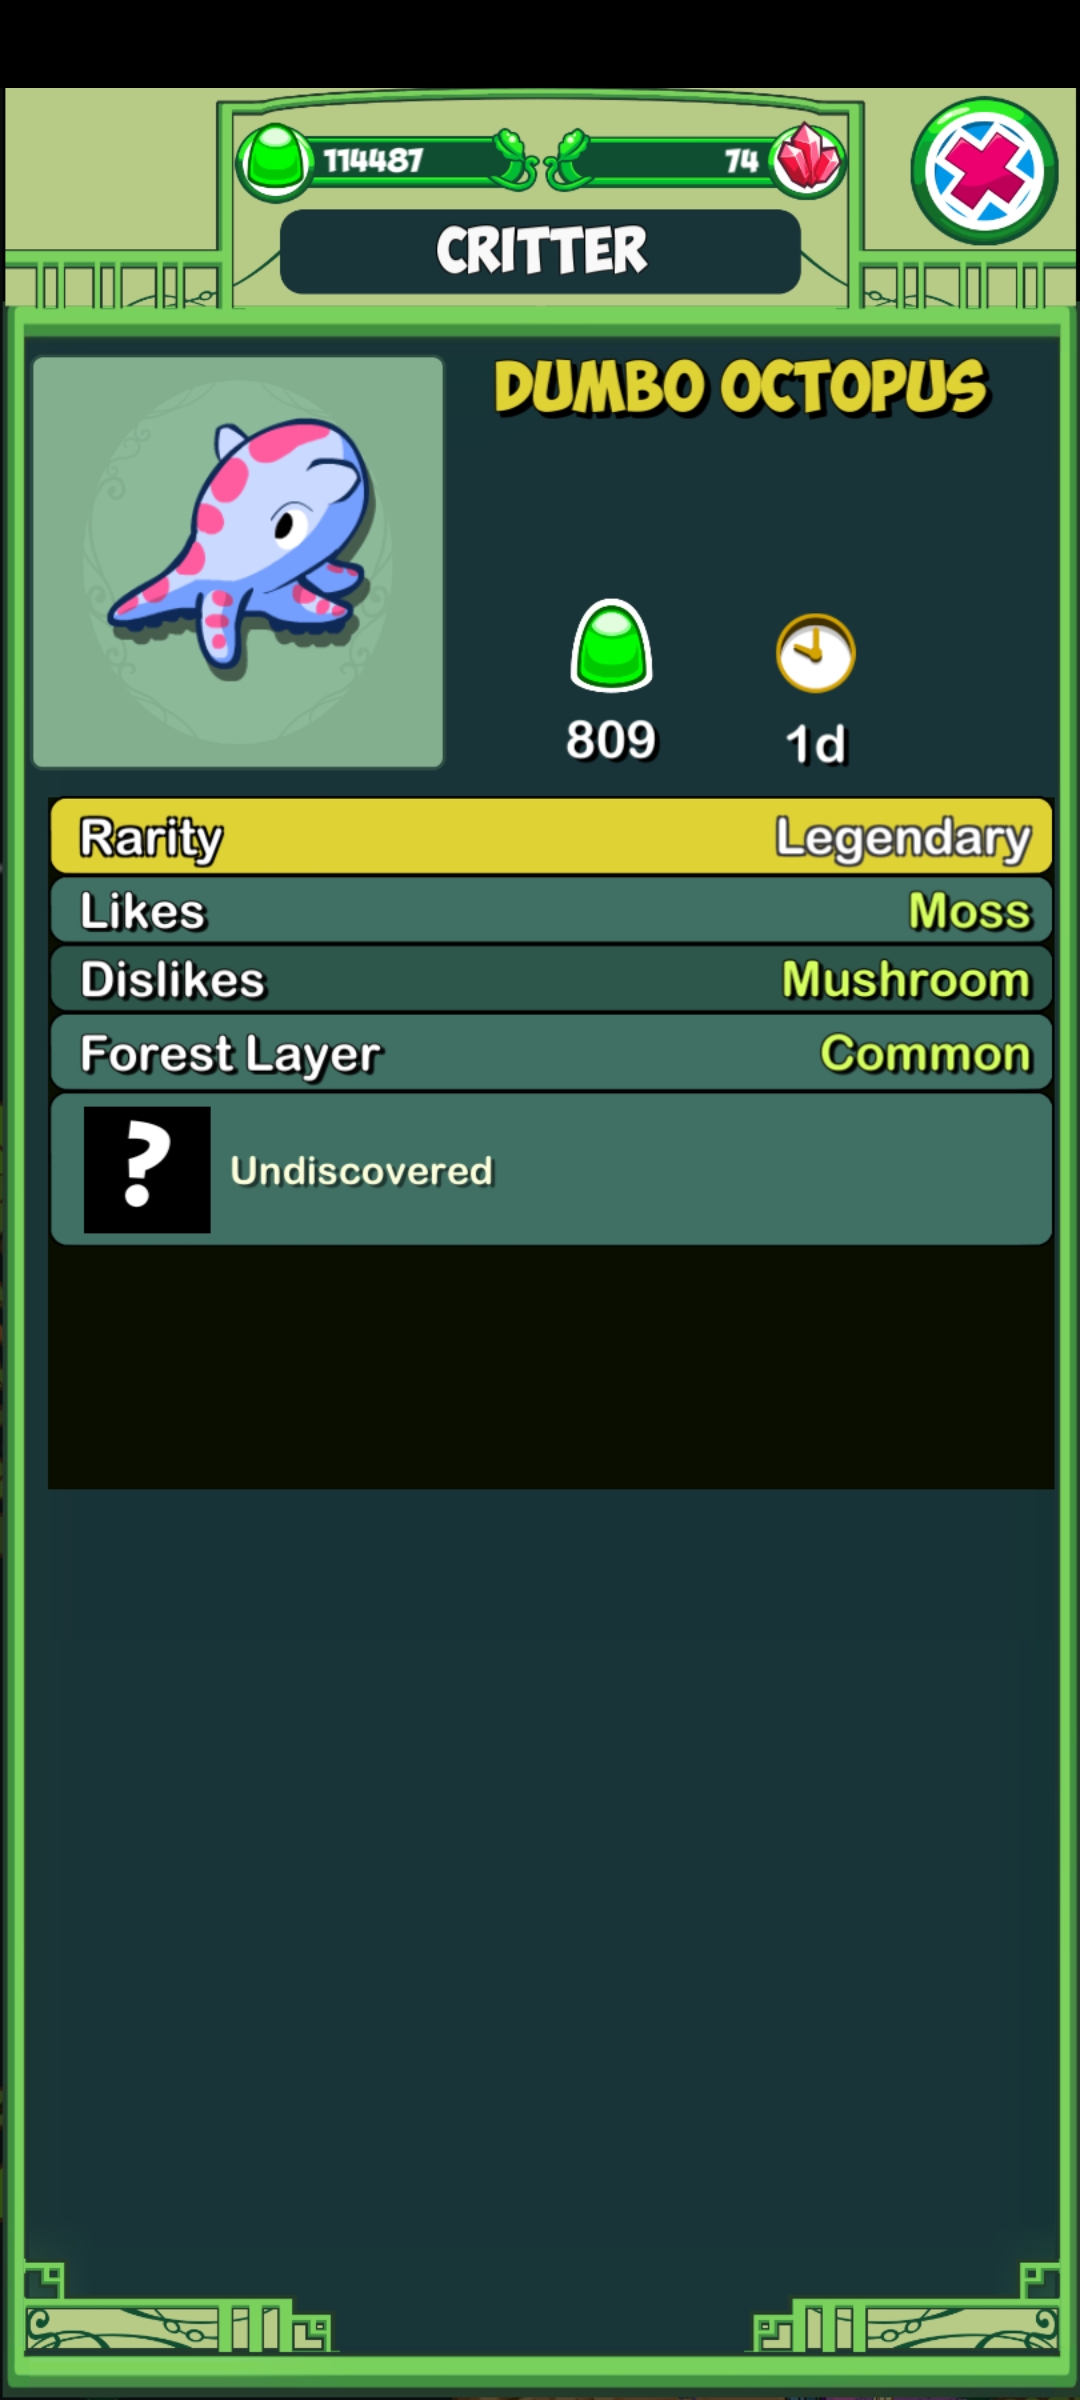 114487
74
CRITTER
DUMBO OCTOPUS
809
1d
Rarity Legendary
Likes Moss
Dislikes Mushroom
Forest Layer Common
? Undiscovered